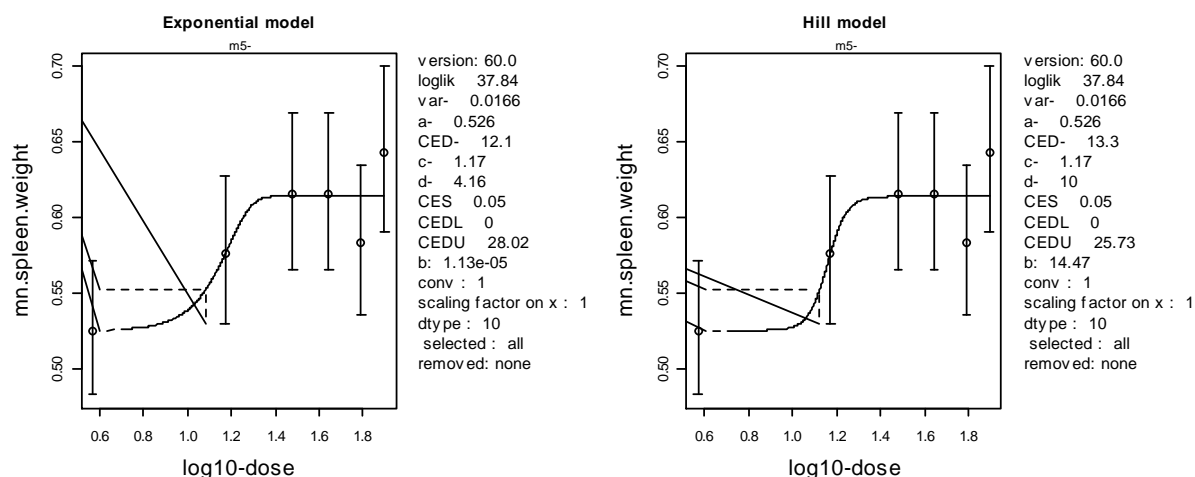 Exponential model
m5-
mn.spleen.weight
0.70
0.65
0.60
0.55
0.50
0.6 0.8 1.0 1.2 1.4 1.6 1.8
log10-dose
version: 60.0
loglik 37.84
var- 0.0166
a- 0.526
CED- 12.1
c- 1.17
d- 4.16
CES 0.05
CEDL 0
CEDU 28.02
b: 1.13e-05
conv : 1
scaling factor on x : 1
dtype : 10
selected : all
removed: none
Hill model
m5-
mn.spleen.weight
0.70
0.65
0.60
0.55
0.50
0.6 0.8 1.0 1.2 1.4 1.6 1.8
log10-dose
version: 60.0
loglik 37.84
var- 0.0166
a- 0.526
CED- 13.3
c- 1.17
d- 10
CES 0.05
CEDL 0
CEDU 25.73
b: 14.47
conv : 1
scaling factor on x : 1
dtype : 10
selected : all
removed: none